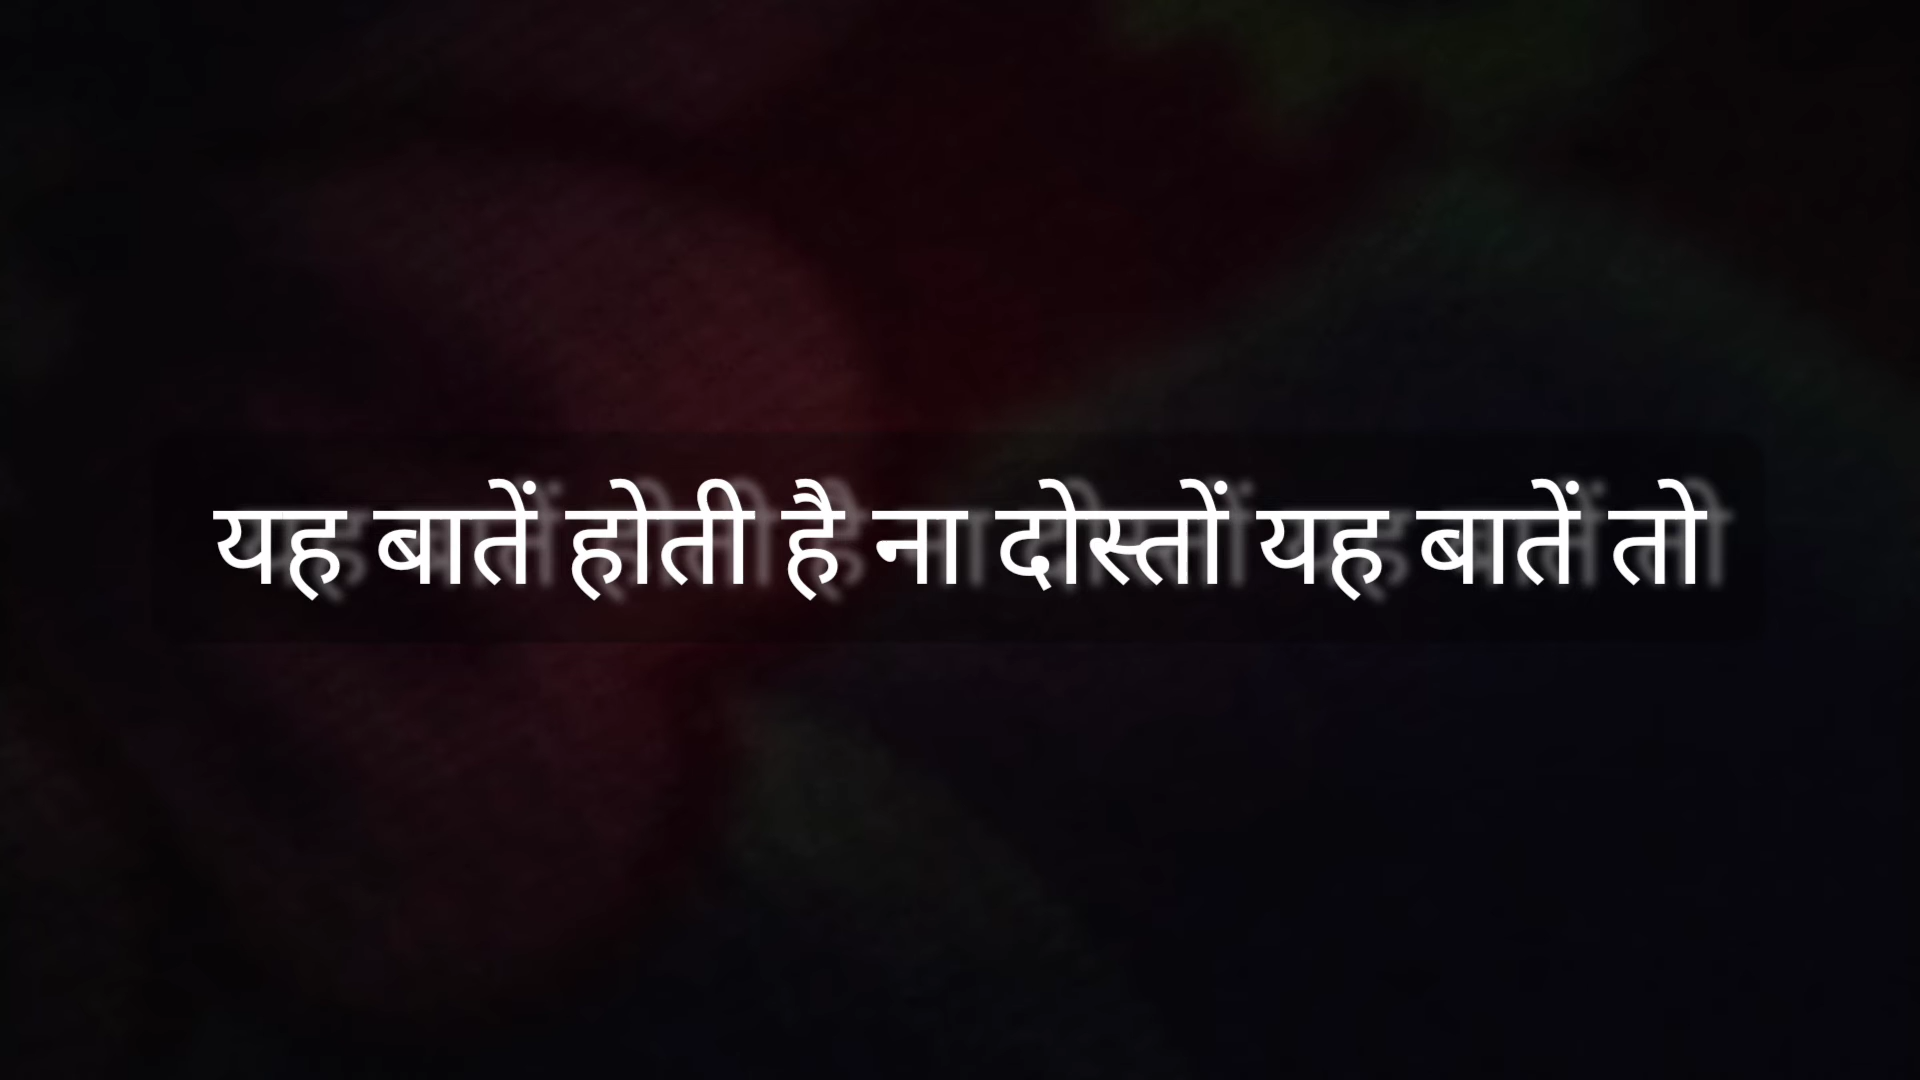 यह बातें होती है ना दोस्तों यह बातें तो